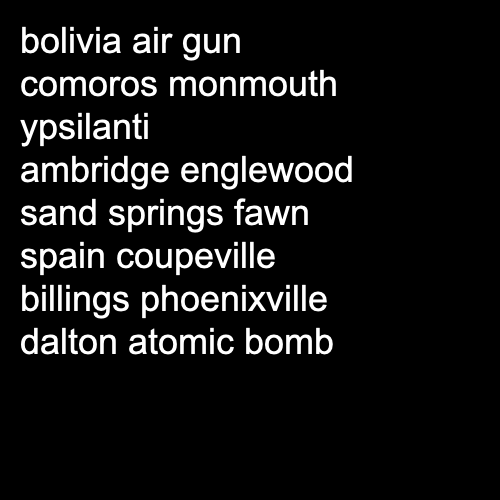 bolivia air gun
comoros monmouth
ypsilanti
ambridge englewood
sand springs fawn
spain coupeville
billings phoenixville
dalton atomic bomb